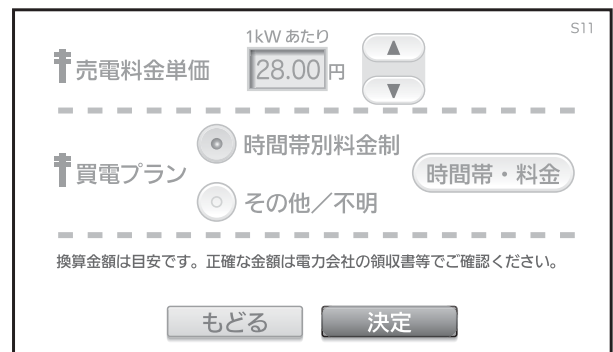 S11
1kW あたり
売電料金単価 28.00 円
▲
▼
買電プラン
時間帯別料金制
その他／不明
時間帯・料金
換算金額は目安です。正確な金額は電力会社の領収書等でご確認ください。
もどる 決定